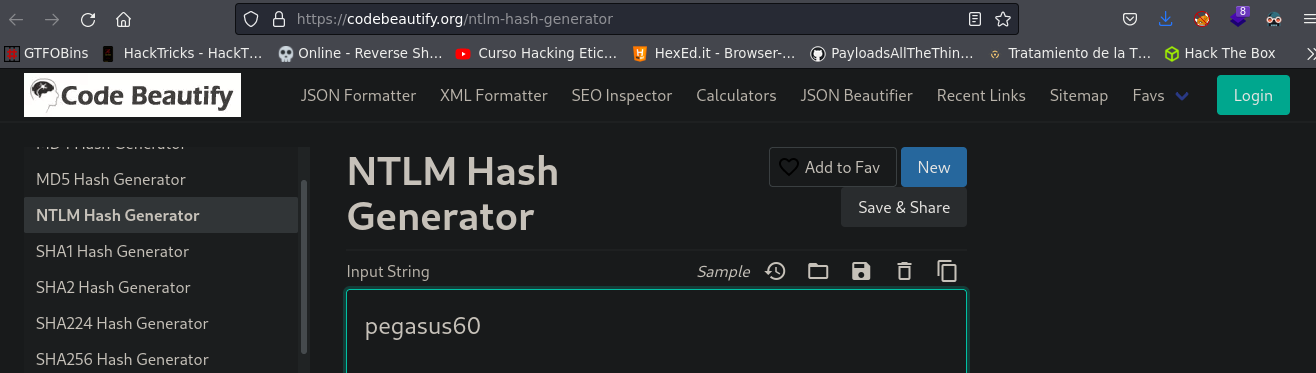 https://codebeautify.org/ntlm-hash-generator
8
GTFOBins HackTricks - HackT… Online - Reverse Sh… Curso Hacking Etic… HexEd.it - Browser-… PayloadsAllTheThin… Tratamiento de la T… Hack The Box
Code Beautify JSON Formatter XML Formatter SEO Inspector Calculators JSON Beautifier Recent Links Sitemap Favs Login
MD5 Hash Generator
NTLM Hash Generator
SHA1 Hash Generator
SHA2 Hash Generator
SHA224 Hash Generator
SHA256 Hash Generator
NTLM Hash
Generator
Add to Fav New
Save & Share
Input String Sample
pegasus60